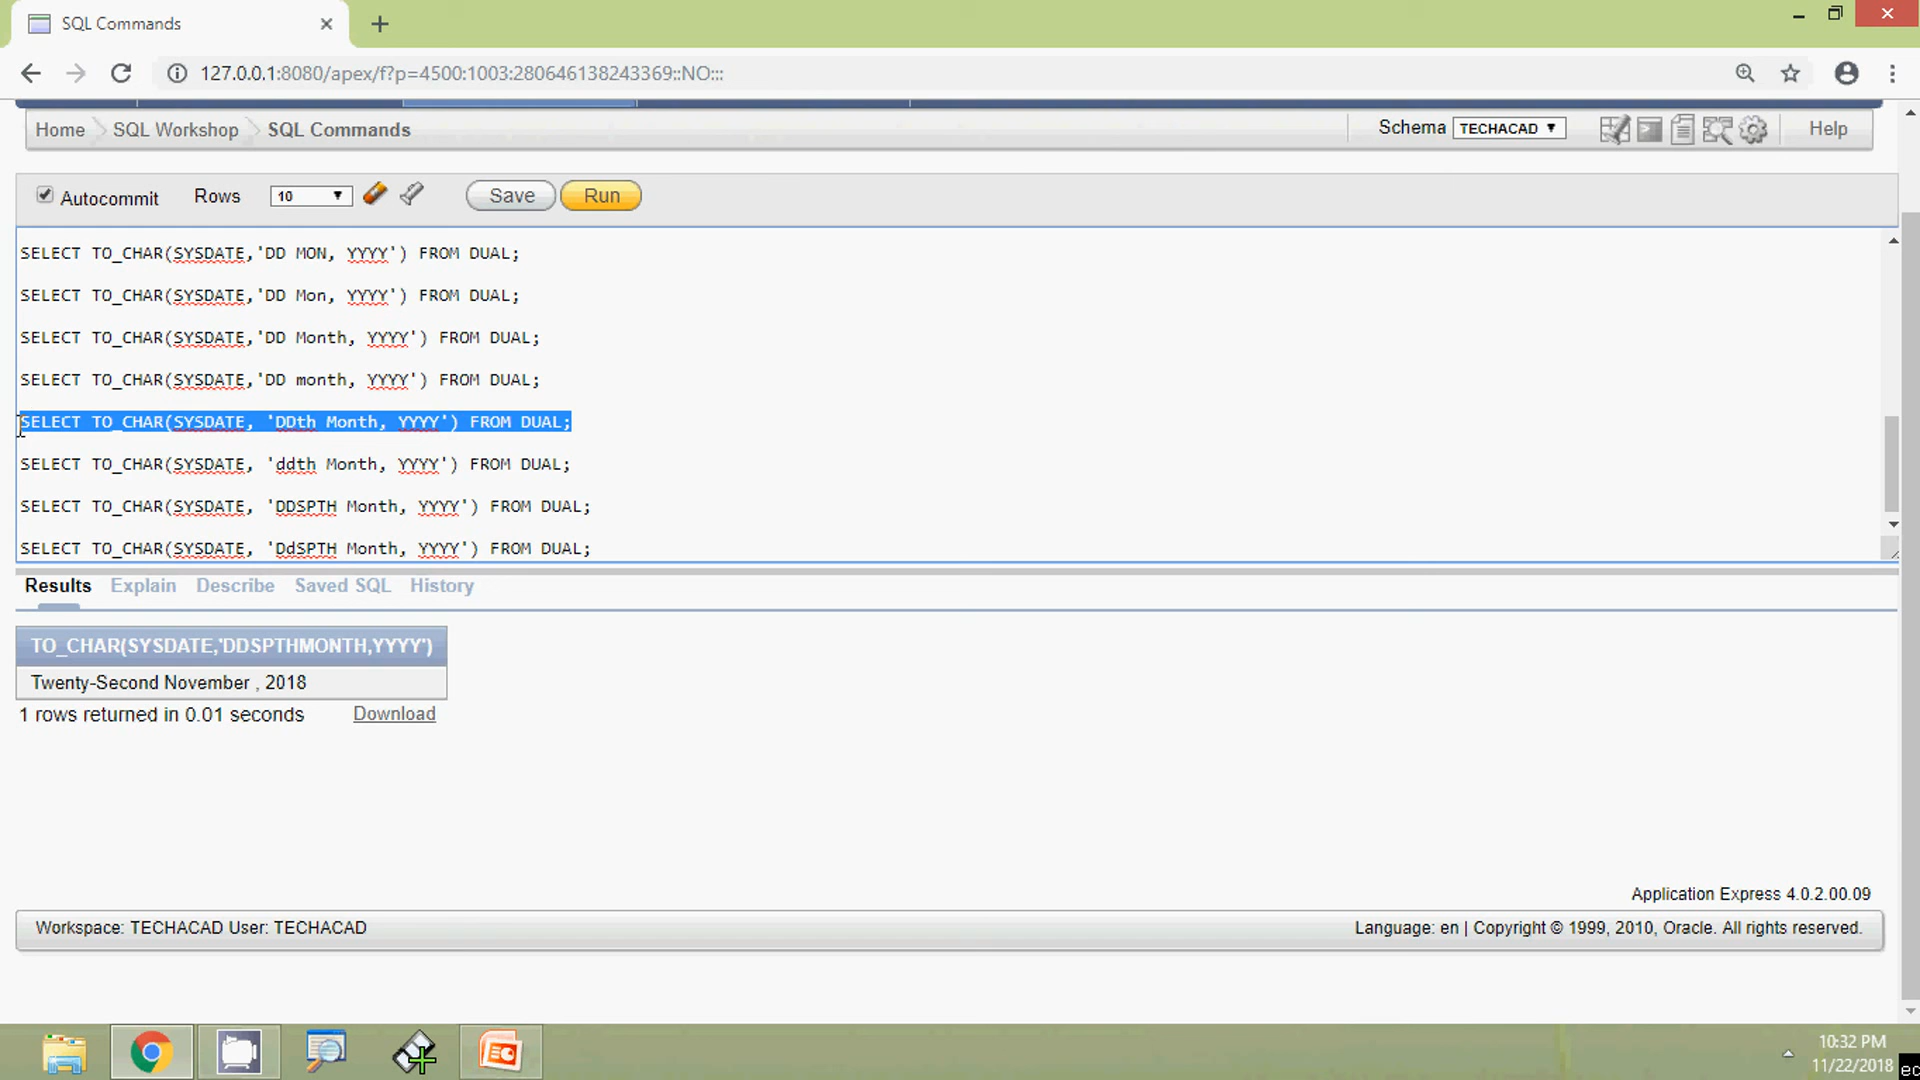 SQL Commands
127.0.0.1:8080/apex/f?p=4500:1003:280646138243369::NO:::
Home SQL Workshop SQL Commands Schema TECHACAD Help
Autocommit Rows 10 Save Run
SELECT TO_CHAR(SYSDATE,'DD MON, YYYY') FROM DUAL;
SELECT TO_CHAR(SYSDATE,'DD Mon, YYYY') FROM DUAL;
SELECT TO_CHAR(SYSDATE,'DD Month, YYYY') FROM DUAL;
SELECT TO_CHAR(SYSDATE,'DD month, YYYY') FROM DUAL;
SELECT TO_CHAR(SYSDATE, 'DDth Month, YYYY') FROM DUAL;
SELECT TO_CHAR(SYSDATE, 'ddth Month, YYYY') FROM DUAL;
SELECT TO_CHAR(SYSDATE, 'DDSPTH Month, YYYY') FROM DUAL;
SELECT TO_CHAR(SYSDATE, 'DdSPTH Month, YYYY') FROM DUAL;
Results Explain Describe Saved SQL History
TO_CHAR(SYSDATE,'DDSPTHMONTH,YYYY')
Twenty-Second November , 2018
1 rows returned in 0.01 seconds Download
Application Express 4.0.2.00.09
Workspace: TECHACAD User: TECHACAD Language: en | Copyright © 1999, 2010, Oracle. All rights reserved.
10:32 PM
11/22/2018
ec